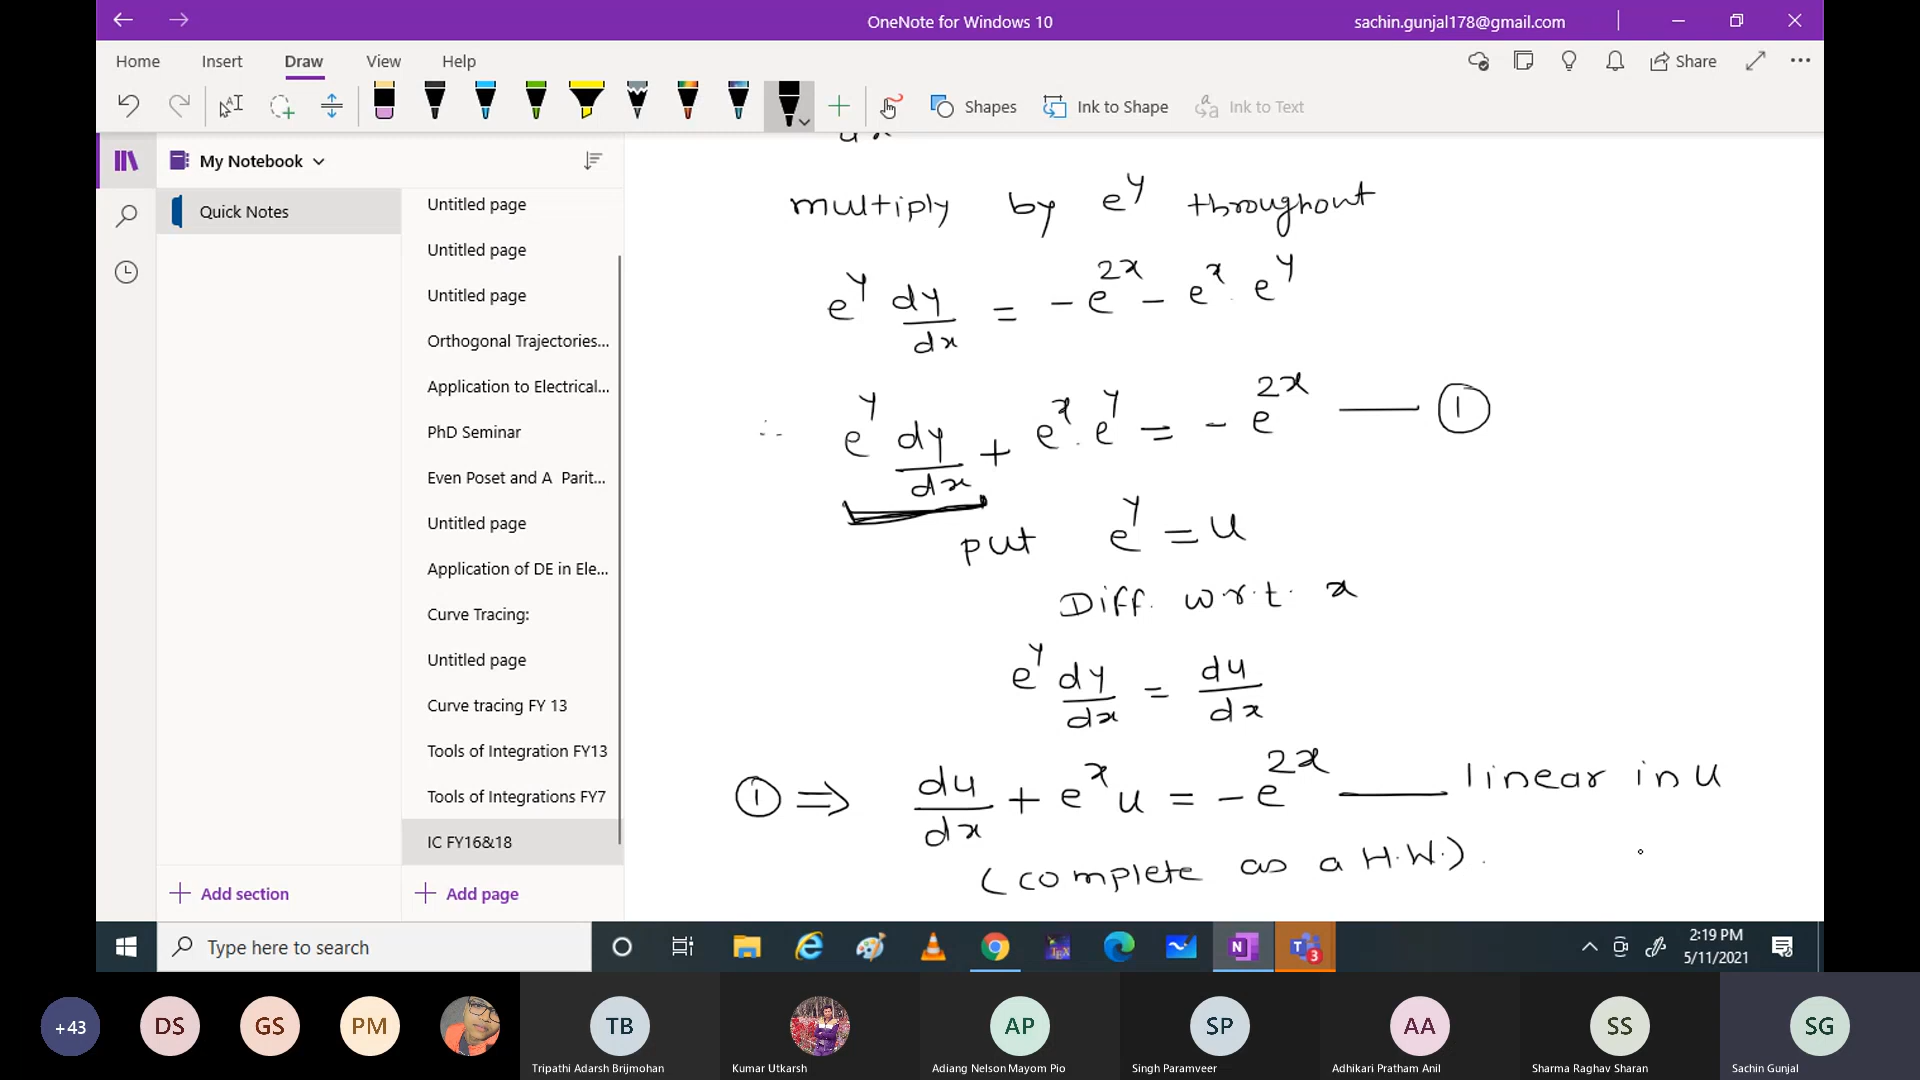 OneNote for Windows 10
sachin.gunjal178@gmail.com
Home Insert Draw View Help
Share
Shapes Ink to Shape Ink to Text
My Notebook
Quick Notes
Untitled page
Untitled page
Untitled page
Orthogonal Trajectories...
Application to Electrical...
PhD Seminar
Even Poset and A Parit...
Untitled page
Application of DE in Ele...
Curve Tracing:
Untitled page
Curve tracing FY 13
Tools of Integration FY13
Tools of Integrations FY7
IC FY16&18
Add section
Add page
multiply by e^y throughout
e^y dy/dx = - e^2x - e^x . e^y
∴ e^y dy/dx + e^x . e^y = - e^2x — ①
put e^y = u
Diff. w.r.t. x
e^y dy/dx = du/dx
① ⇒ du/dx + e^x u = - e^2x — linear in u
(complete as a H.W.).
Type here to search
2:19 PM
5/11/2021
3
+43 DS GS PM TB AP SP AA SS SG
Tripathi Adarsh Brijmohan
Kumar Utkarsh
Adiang Nelson Mayom Pio
Singh Paramveer
Adhikari Pratham Anil
Sharma Raghav Sharan
Sachin Gunjal